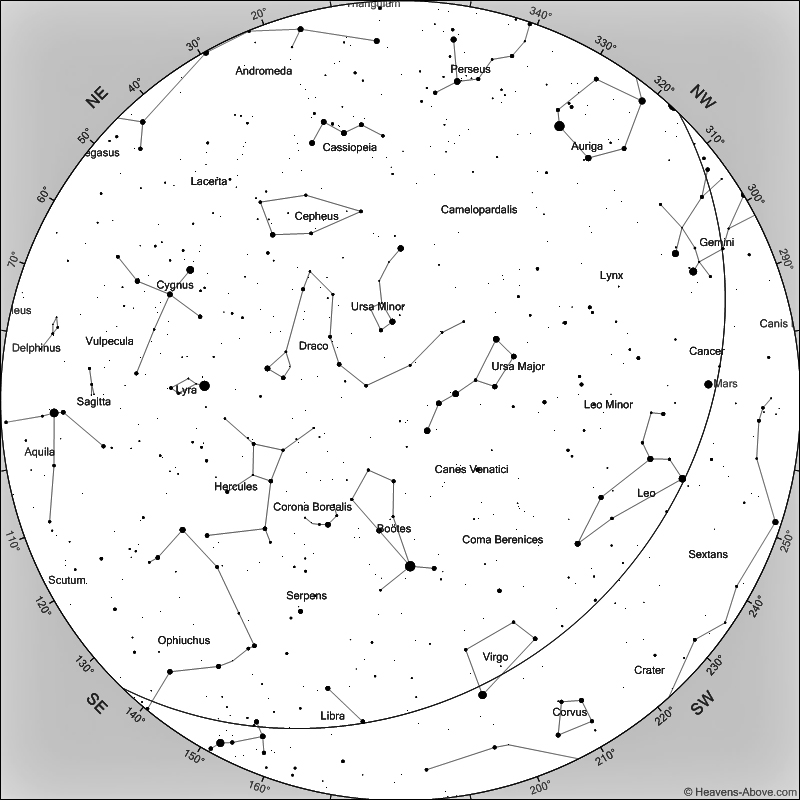 Triangulum
20°
340°
30°
330°
Perseus
Andromeda
320°
NE
40°
NW
50°
310°
Cassiopeia
Auriga
egasus
Lacerta
60°
300°
Camelopardalis
Cepheus
Gemini
70°
290°
Lynx
Cygnus
Ursa Minor
leus
Canis
Vulpecula
Delphinus
Draco
Cancer
Ursa Major
Mars
Lyra
Sagitta
Leo Minor
Aquila
Canes Venatici
Hercules
Leo
Corona Borealis
Bootes
110°
Coma Berenices
250°
Sextans
Scutum
Serpens
120°
240°
Ophiuchus
Virgo
130°
Crater
230°
SE
SW
140°
Libra
Corvus
220°
150°
210°
160°
200°
© Heavens-Above.com